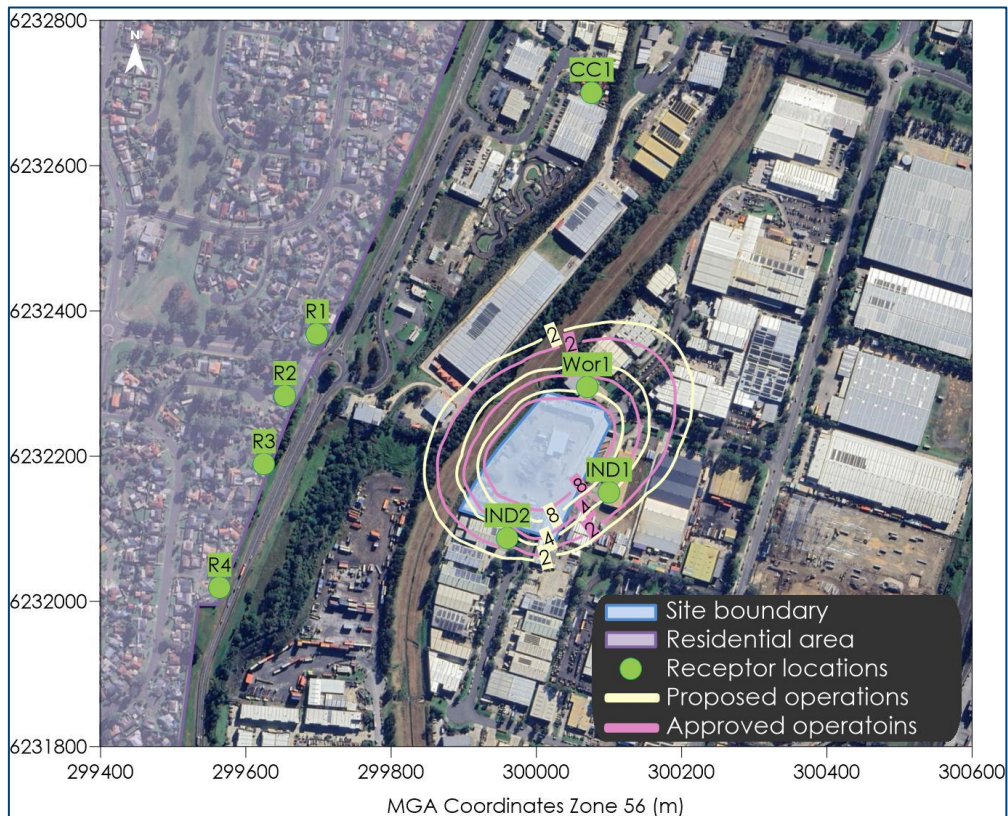 6232800
N
CC1
6232600
6232400
R1
2
2
R2
Wor1
R3
6232200
IND1
8
IND2
8
4
4
2
2
R4
6232000
Site boundary
Residential area
Receptor locations
Proposed operations
Approved operatoins
6231800
299400
299600
299800
300000
300200
300400
300600
MGA Coordinates Zone 56 (m)